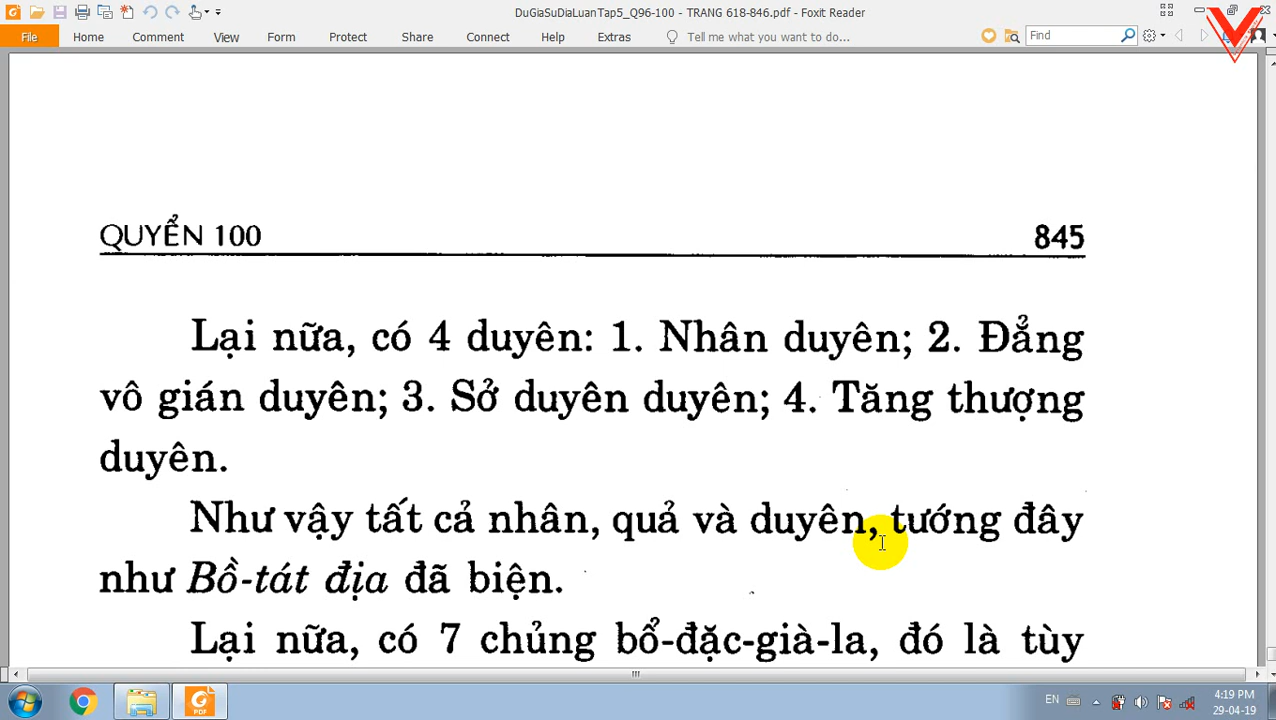 DuGiaSuDiaLuanTap5_Q96-100 - TRANG 618-846.pdf - Foxit Reader
File Home Comment View Form Protect Share Connect Help Extras Tell me what you want to do... Find
QUYỂN 100 845
Lại nữa, có 4 duyên: 1. Nhân duyên; 2. Đẳng
vô gián duyên; 3. Sở duyên duyên; 4. Tăng thượng
duyên.
Như vậy tất cả nhân, quả và duyên, tướng đây
như Bồ-tát địa đã biện.
Lại nữa, có 7 chủng bổ-đặc-già-la, đó là tùy
EN 4:19 PM
29-04-19